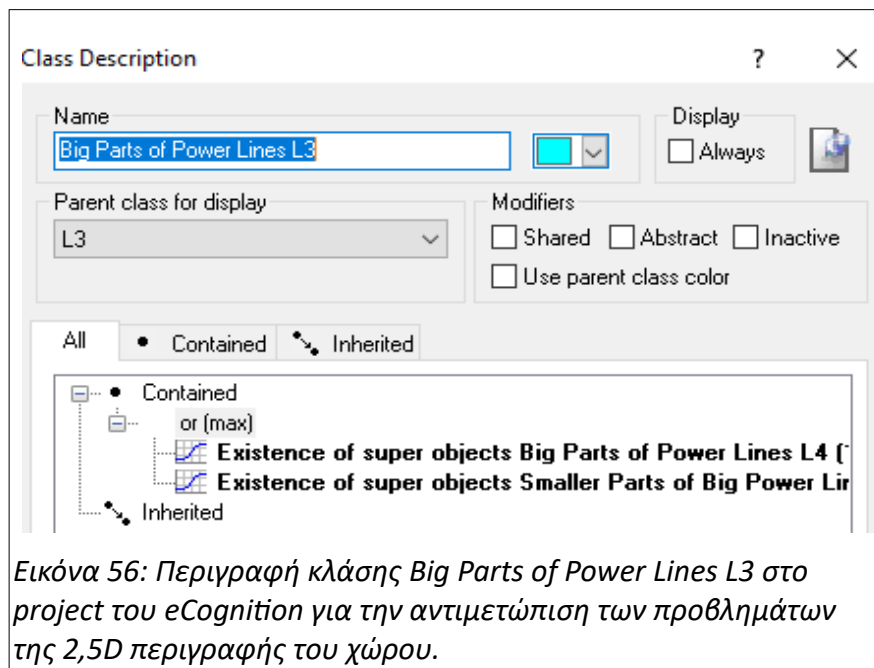 Class Description ? ×
Name
Display
Big Parts of Power Lines L3
Always
Parent class for display
Modifiers
L3
Shared Abstract Inactive
Use parent class color
All Contained Inherited
Contained
or (max)
Existence of super objects Big Parts of Power Lines L4 (
Existence of super objects Smaller Parts of Big Power
Inherited
Εικόνα 56: Περιγραφή κλάσης Big Parts of Power Lines L3 στο
project του eCognition για την αντιμετώπιση των προβλημάτων
της 2,5D περιγραφής του χώρου.